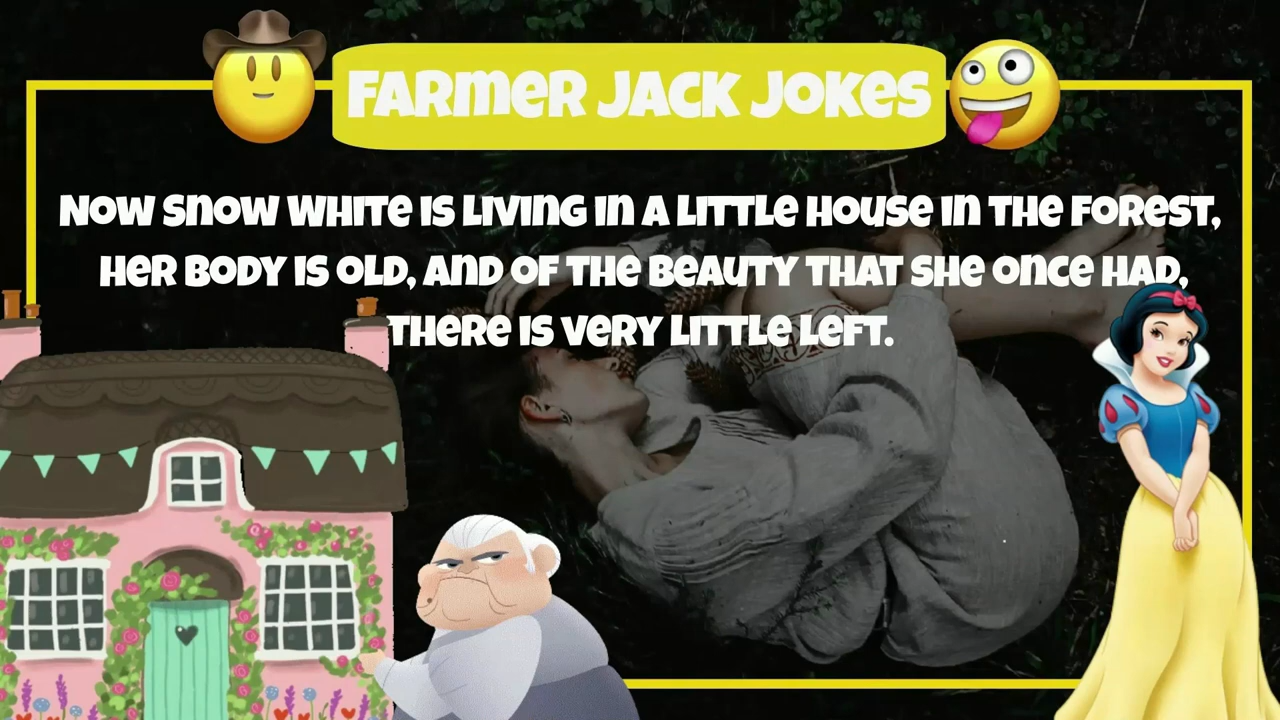 FARMER JACK JOKES
NOW SNOW WHITE IS LIVING IN A LITTLE HOUSE IN THE FOREST,
HER BODY IS OLD, AND OF THE BEAUTY THAT SHE ONCE HAD,
THERE IS VERY LITTLE LEFT.